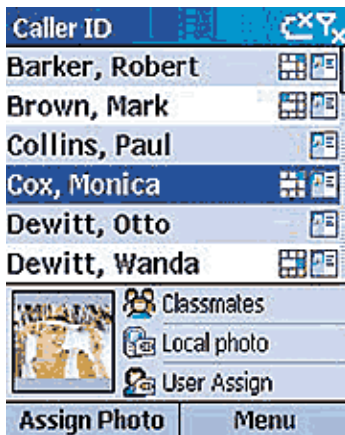 Caller ID
Barker, Robert
Brown, Mark
Collins, Paul
Cox, Monica
Dewitt, Otto
Dewitt, Wanda
Classmates
Local photo
User Assign
Assign Photo Menu